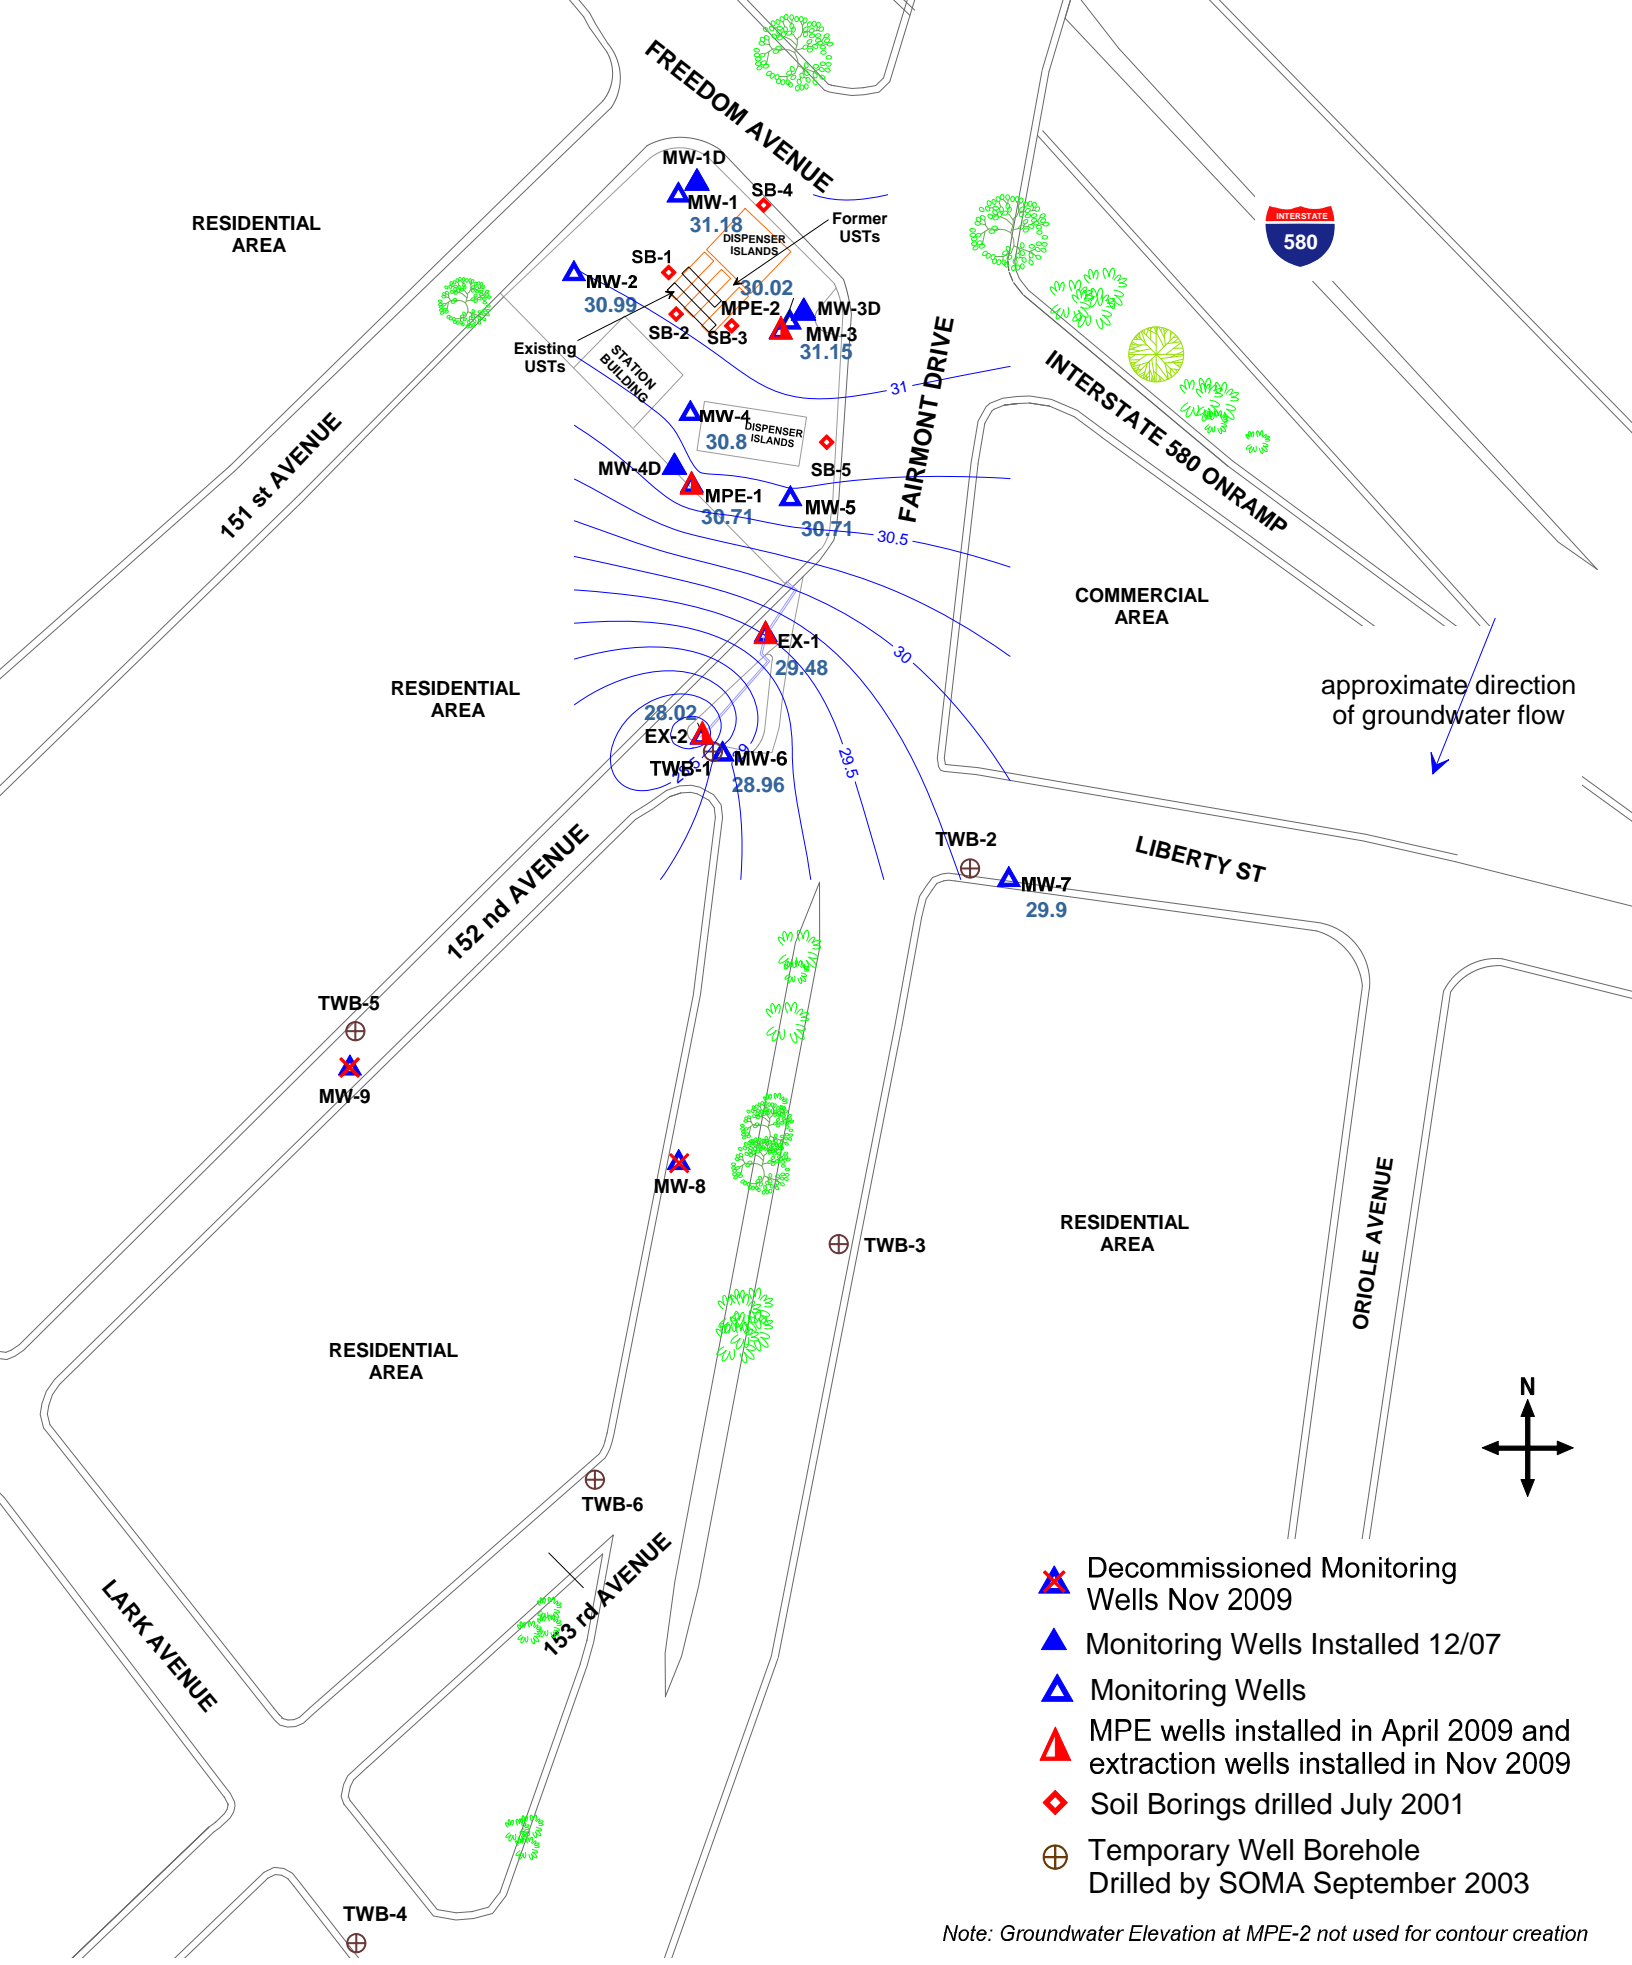 FREEDOM AVENUE
MW-1D
MW-1
31.18
SB-4
Former
USTs
DISPENSER
ISLANDS
RESIDENTIAL
AREA
INTERSTATE
580
SB-1
MW-2
30.99
30.02
MPE-2
MW-3D
MW-3
31.15
SB-2
SB-3
Existing
USTs
STATION
BUILDING
31
FAIRMONT DRIVE
INTERSTATE 580 ONRAMP
MW-4
30.8
DISPENSER
ISLANDS
SB-5
151 st AVENUE
MW-4D
MPE-1
30.71
MW-5
30.71
30.5
COMMERCIAL
AREA
EX-1
29.48
30
RESIDENTIAL
AREA
approximate direction
of groundwater flow
28.02
EX-2
TWB-1
28.5
29
MW-6
28.96
29.5
TWB-2
LIBERTY ST
MW-7
29.9
152 nd AVENUE
TWB-5
MW-9
MW-8
TWB-3
RESIDENTIAL
AREA
ORIOLE AVENUE
RESIDENTIAL
AREA
N
TWB-6
153 rd AVENUE
LARK AVENUE
TWB-4
Decommissioned Monitoring
Wells Nov 2009
Monitoring Wells Installed 12/07
Monitoring Wells
MPE wells installed in April 2009 and
extraction wells installed in Nov 2009
Soil Borings drilled July 2001
Temporary Well Borehole
Drilled by SOMA September 2003
Note: Groundwater Elevation at MPE-2 not used for contour creation